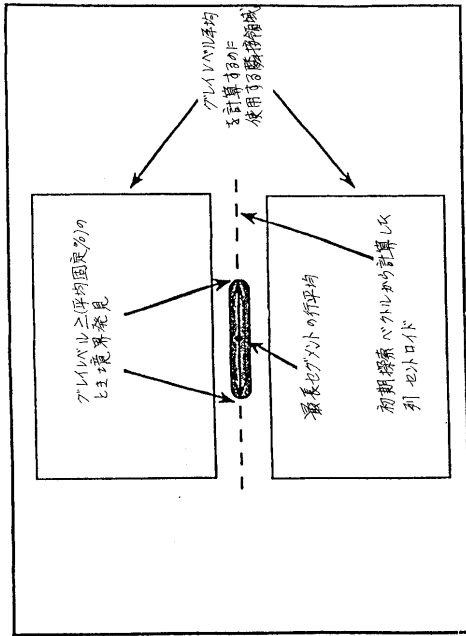 グレイレベル平均
を計算するのに
使用する隣接領域
グレイレベル≥(平均固定%)の
とき境界発見
最長セグメントの行平均
初期探索ベクトルから計算した
列セントロイド